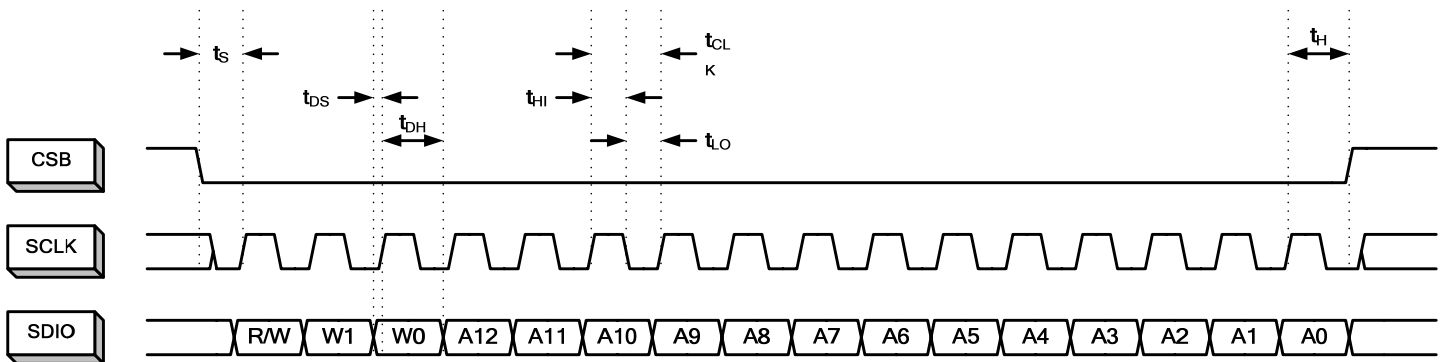 tS
tCLK
tH
tDS
tHI
tDH
tLO
CSB
SCLK
SDIO
R/W W1 W0 A12 A11 A10 A9 A8 A7 A6 A5 A4 A3 A2 A1 A0